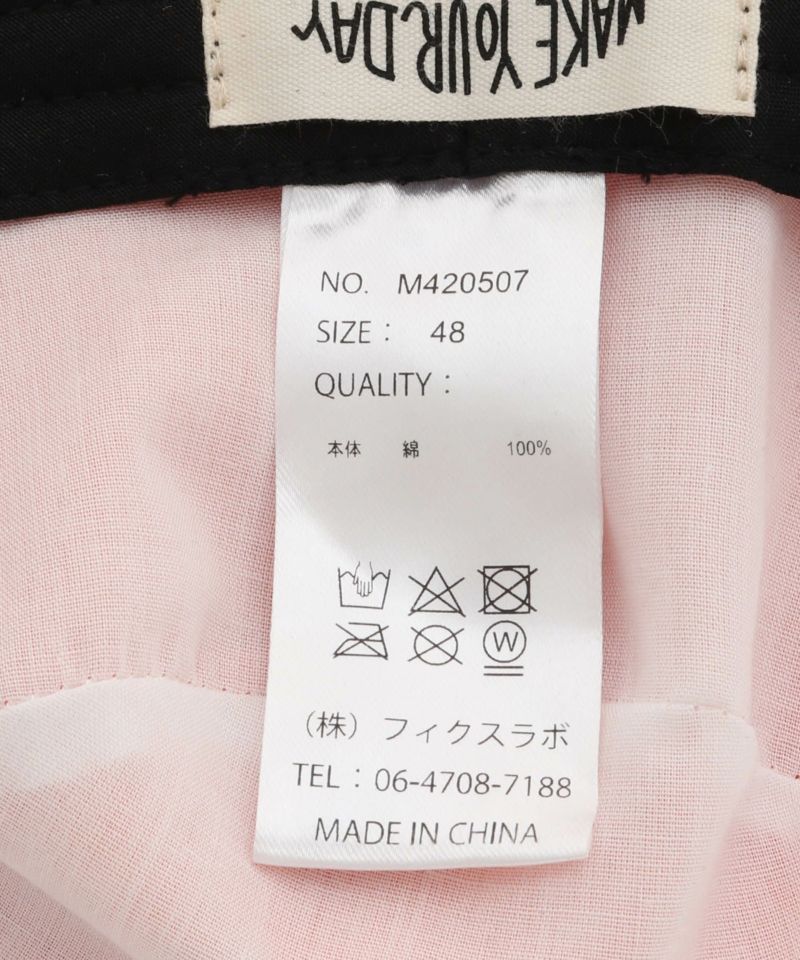 MAKE YOUR DAY
NO. M420507
SIZE : 48
QUALITY :
本体 綿 100%
W
(株) フィクスラボ
TEL : 06-4708-7188
MADE IN CHINA